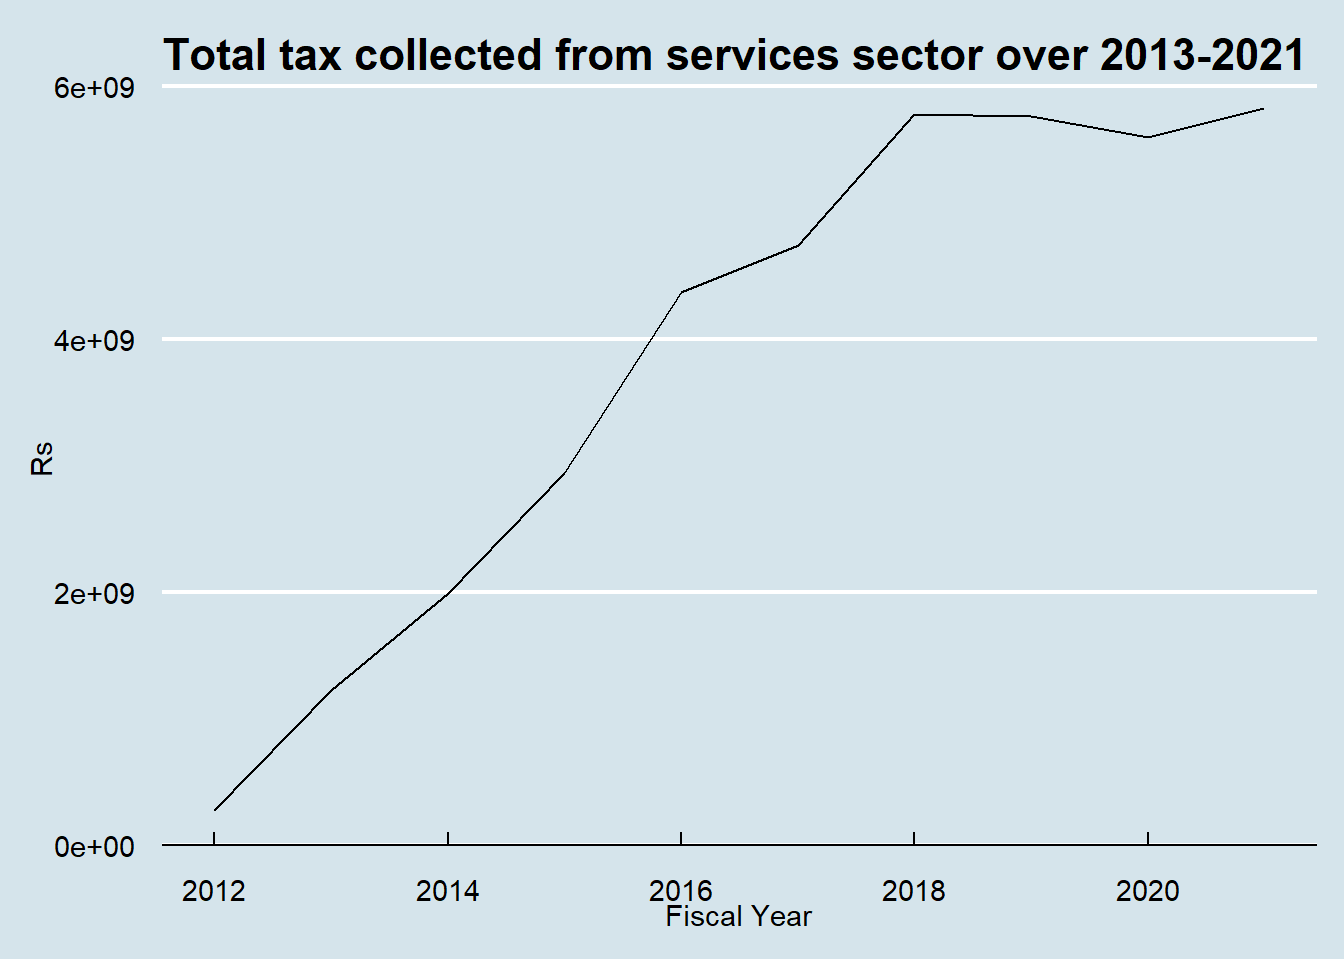 Total tax collected from services sector over 2013-2021
6e+09
4e+09
2e+09
0e+00
Rs
2012 2014 2016 2018 2020
Fiscal Year